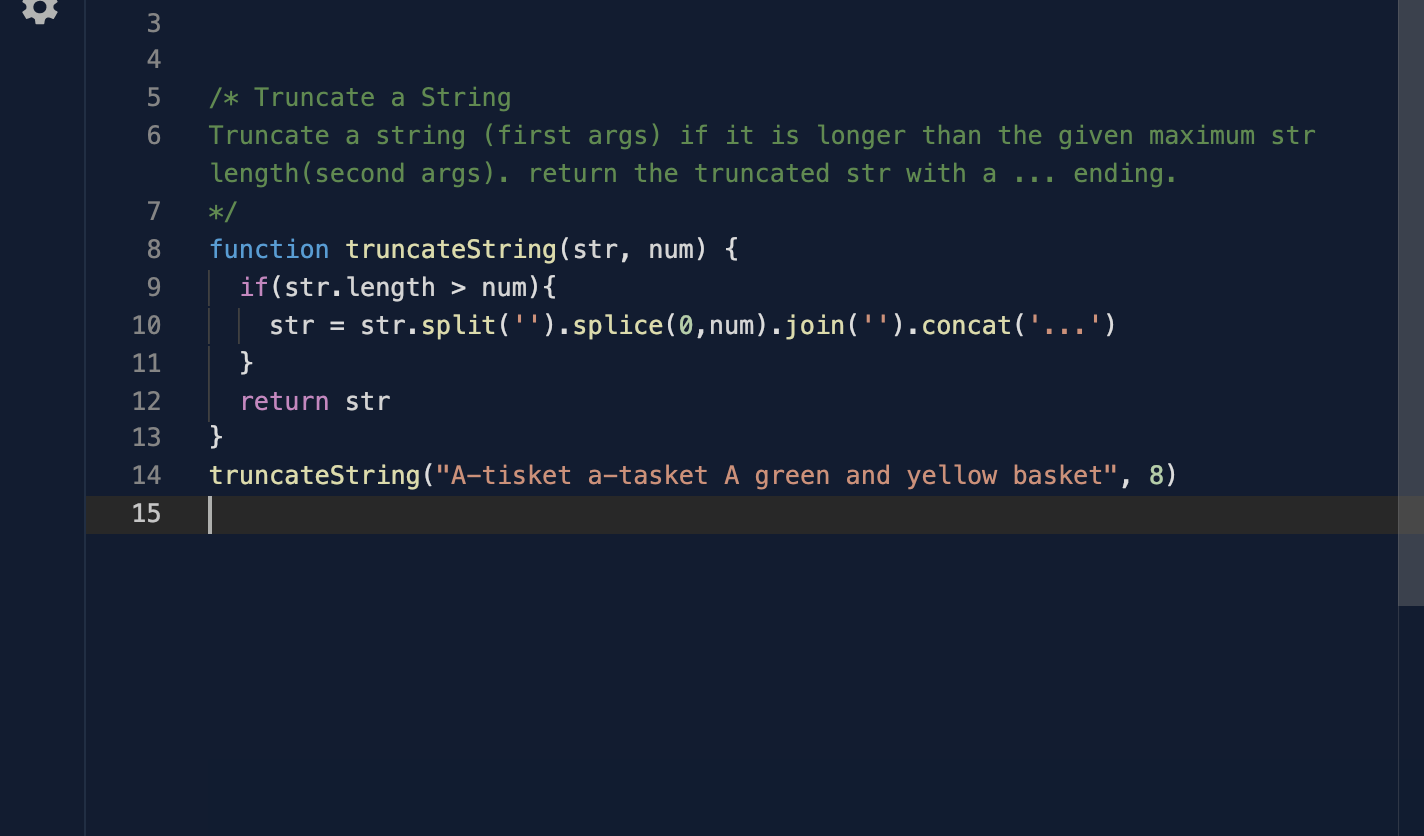 3
4
5 /* Truncate a String
6 Truncate a string (first args) if it is longer than the given maximum str
length(second args). return the truncated str with a ... ending.
7 */
8 function truncateString(str, num) {
9 if(str.length > num){
10 str = str.split('').splice(0,num).join('').concat('...')
11 }
12 return str
13 }
14 truncateString("A-tisket a-tasket A green and yellow basket", 8)
15